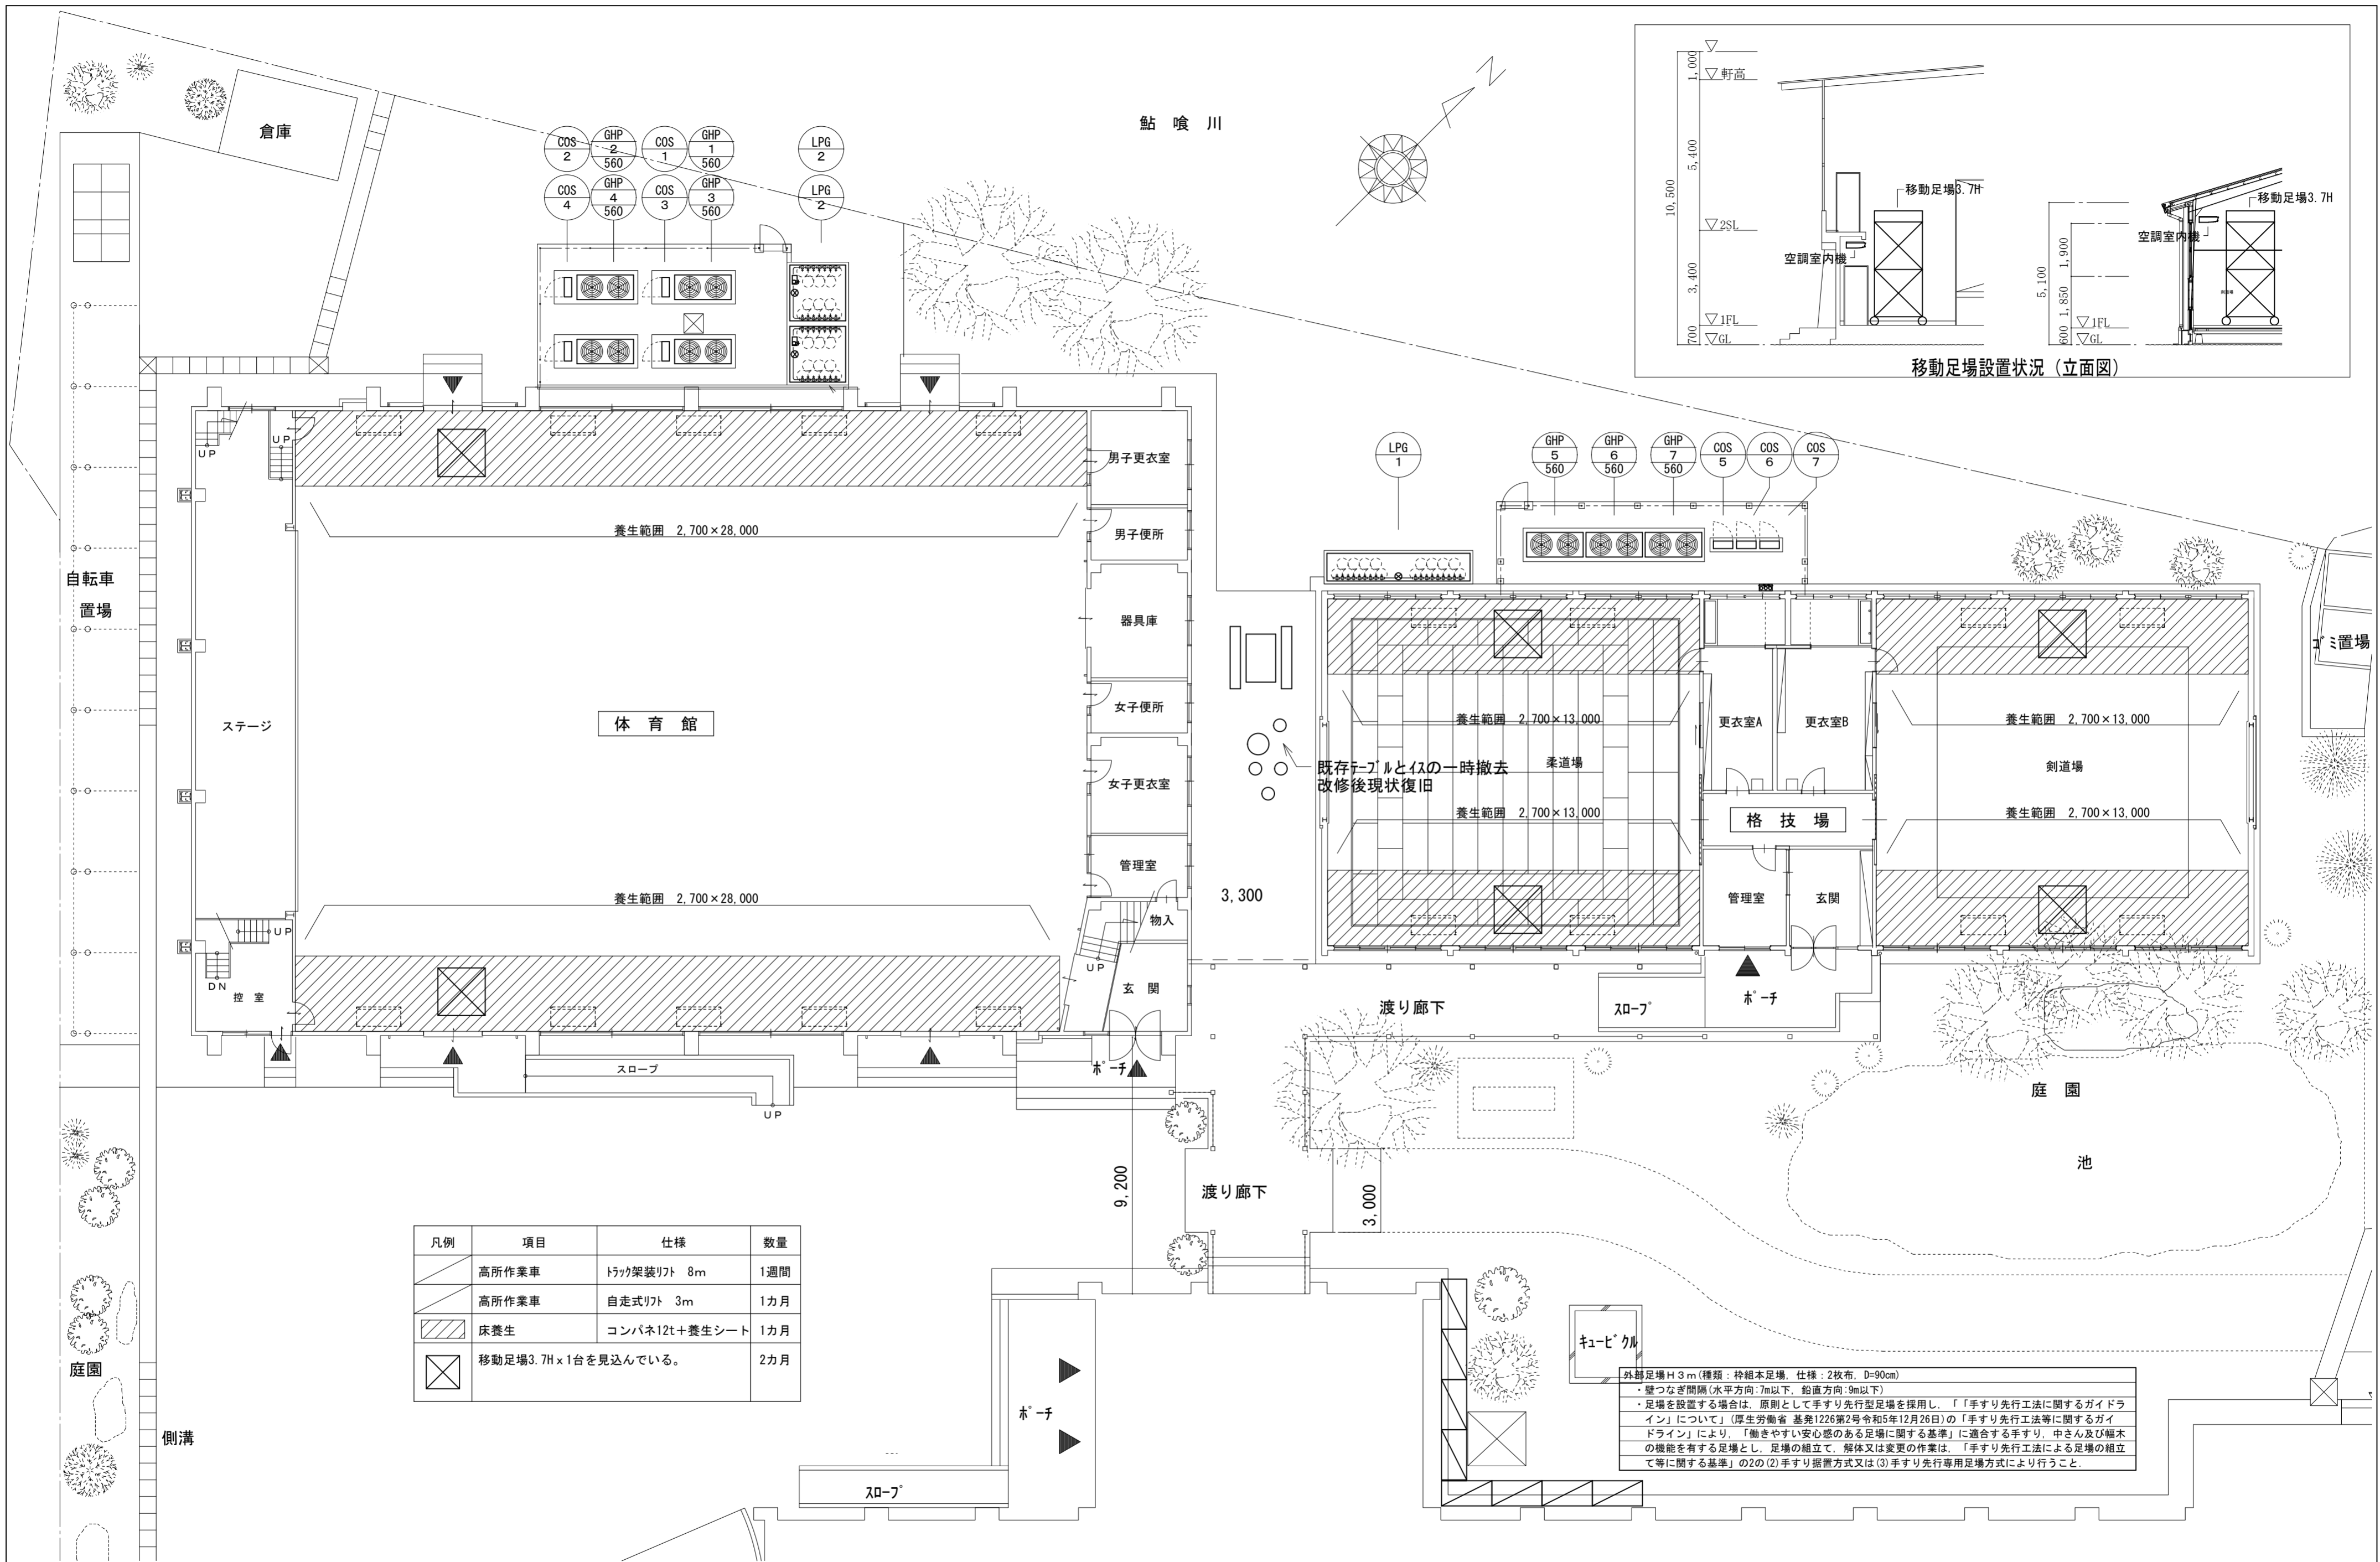 倉庫
COS
2
GHP
2
560
COS
1
GHP
1
560
LPG
2
COS
4
GHP
4
560
COS
3
GHP
3
560
LPG
2
鮎 喰 川
N
1,000
軒高
5,400
10,500
2SL
3,400
1FL
700
GL
移動足場3.7H
空調室内機
移動足場3.7H
空調室内機
5,100
1,900
1,850
600
1FL
GL
移動足場設置状況（立面図）
UP
UP
男子更衣室
養生範囲 2,700×28,000
男子便所
自転車
置場
器具庫
ステージ
体 育 館
女子便所
女子更衣室
管理室
養生範囲 2,700×28,000
物入
UP
UP
DN
控 室
玄 関
3,300
スロープ
UP
ポーチ
LPG
1
GHP
5
560
GHP
6
560
GHP
7
560
COS
5
COS
6
COS
7
ゴミ置場
養生範囲 2,700×13,000
更衣室A
更衣室B
養生範囲 2,700×13,000
既存テーブルとイスの一時撤去
改修後現状復旧
柔道場
剣道場
養生範囲 2,700×13,000
格 技 場
養生範囲 2,700×13,000
管理室
玄関
渡り廊下
スロープ
ポーチ
庭 園
池
9,200
渡り廊下
3,000
凡例 項目 仕様 数量
高所作業車 トラック架装リフト 8m 1週間
高所作業車 自走式リフト 3m 1カ月
床養生 コンパネ12t＋養生シート 1カ月
移動足場3.7H x 1台を見込んでいる。 2カ月
庭園
側溝
ポーチ
スロープ
キュービクル
外部足場H3m(種類：枠組本足場, 仕様：2枚布, D=90cm)
・壁つなぎ間隔(水平方向:7m以下, 鉛直方向:9m以下)
・足場を設置する場合は, 原則として手すり先行型足場を採用し, 「「手すり先行工法に関するガイドラ
イン」について」(厚生労働省 基発1226第2号令和5年12月26日)の「手すり先行工法等に関するガイ
ドライン」により, 「働きやすい安心感のある足場に関する基準」に適合する手すり, 中さん及び幅木
の機能を有する足場とし, 足場の組立て, 解体又は変更の作業は, 「手すり先行工法による足場の組立
て等に関する基準」の2の(2)手すり据置方式又は(3)手すり先行専用足場方式により行うこと.